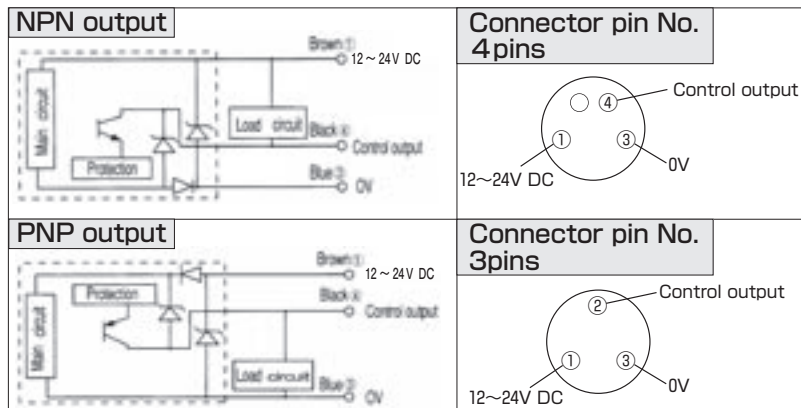 NPN output
Brown ①
12～24V DC
Main circuit
Load circuit
Black ④
Control output
Protection
Blue ③
0V
Connector pin No.
4pins
④
Control output
①
③
12～24V DC
0V
PNP output
Brown ①
12～24V DC
Protection
Black ④
Control output
Main circuit
Load circuit
Blue ③
0V
Connector pin No.
3pins
②
Control output
①
③
12～24V DC
0V